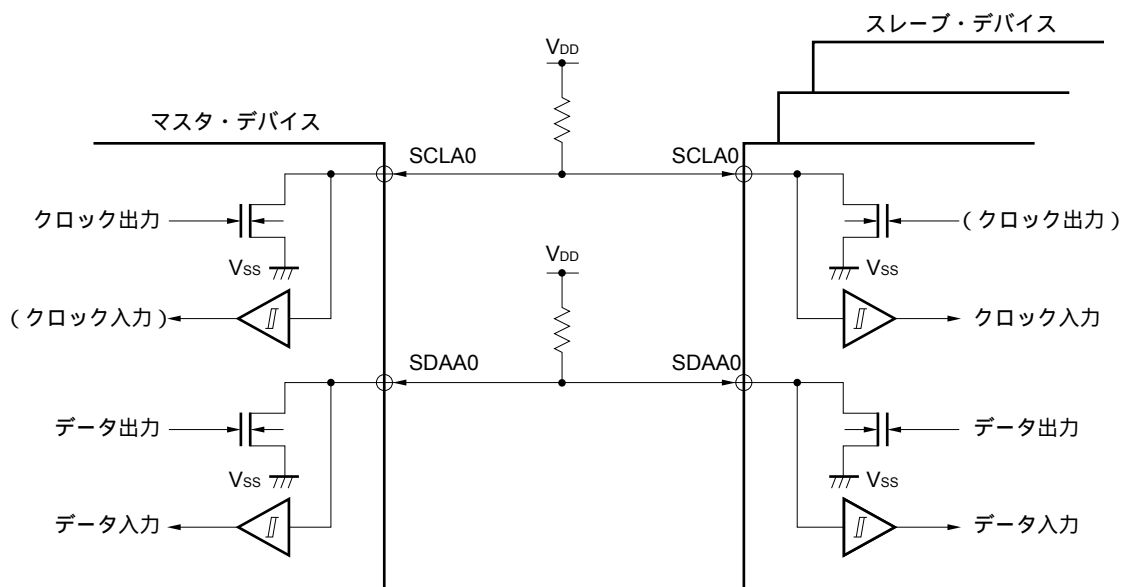 スレーブ・デバイス
VDD
マスタ・デバイス
SCLA0
SCLA0
クロック出力
(クロック出力)
VSS
VSS
VDD
(クロック入力)
クロック入力
SDAA0
SDAA0
データ出力
データ出力
VSS
VSS
データ入力
データ入力